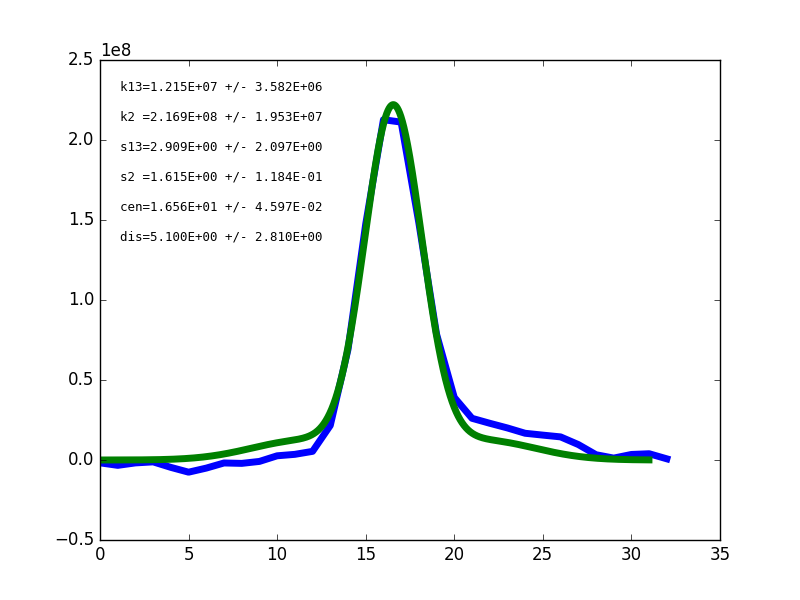 1e8
2.5
k13=1.215E+07 +/- 3.582E+06
k2 =2.169E+08 +/- 1.953E+07
2.0
s13=2.909E+00 +/- 2.097E+00
s2 =1.615E+00 +/- 1.184E-01
cen=1.656E+01 +/- 4.597E-02
1.5
dis=5.100E+00 +/- 2.810E+00
1.0
0.5
0.0
−0.5
0 5 10 15 20 25 30 35